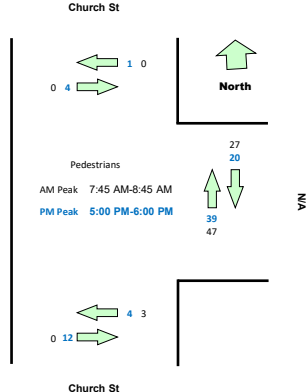 Church St
1 0
0 4
North
27
20
Pedestrians
AM Peak 7:45 AM-8:45 AM
PM Peak 5:00 PM-6:00 PM
39
47
N/A
4 3
0 12
Church St